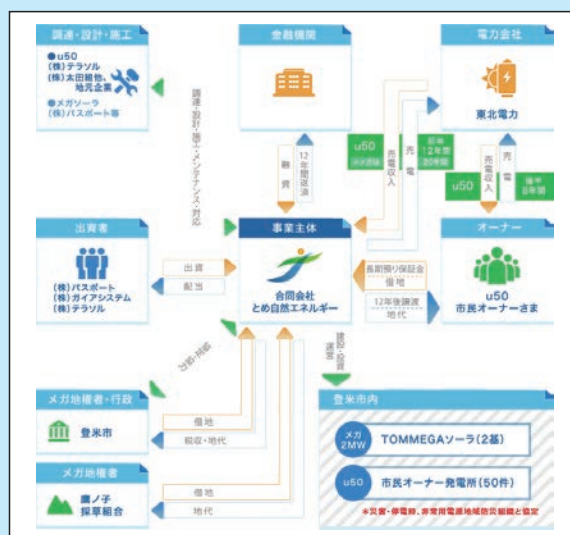 調達・設計・施工
●u50
(株)テラソル
(株)太田組他、
地元企業
●メガソーラ
(株)パスポート等
金融機関
電力会社
東北電力
調達・設計・施工・メンテナンス・対応
融資
12年間返済
売電収入
売電
u50
メガソーラ
前半
12年間
20年間
売電収入
売電
u50
後半
8年間
出資者
(株)パスポート
(株)ガイアシステム
(株)テラソル
出資
配当
事業主体
合同会社
とめ自然エネルギー
長期預り保証金
借地
12年後譲渡
地代
オーナー
u50
市民オーナーさま
建設・投資
運営
メガ地権者・行政
登米市
借地
税収・地代
メガ地権者
鷹ノ子
採草組合
借地
地代
登米市内
メガ
2MW
TOMMEGAソーラ(2基)
u50
市民オーナー発電所(50件)
*災害・停電時、非常用電源地域防災組織と協定